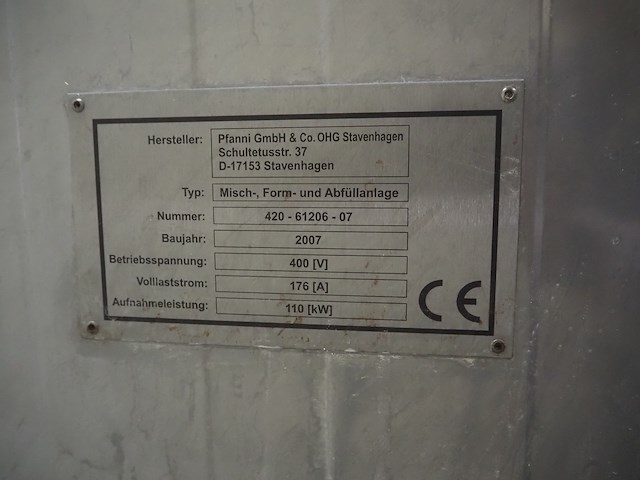 Hersteller: Pfanni GmbH & Co. OHG Stavenhagen
Schultetusstr. 37
D-17153 Stavenhagen
Typ: Misch-, Form- und Abfüllanlage
Nummer: 420 - 61206 - 07
Baujahr: 2007
Betriebsspannung: 400 [V]
Volllaststrom: 176 [A]
Aufnahmeleistung: 110 [kW]
CE